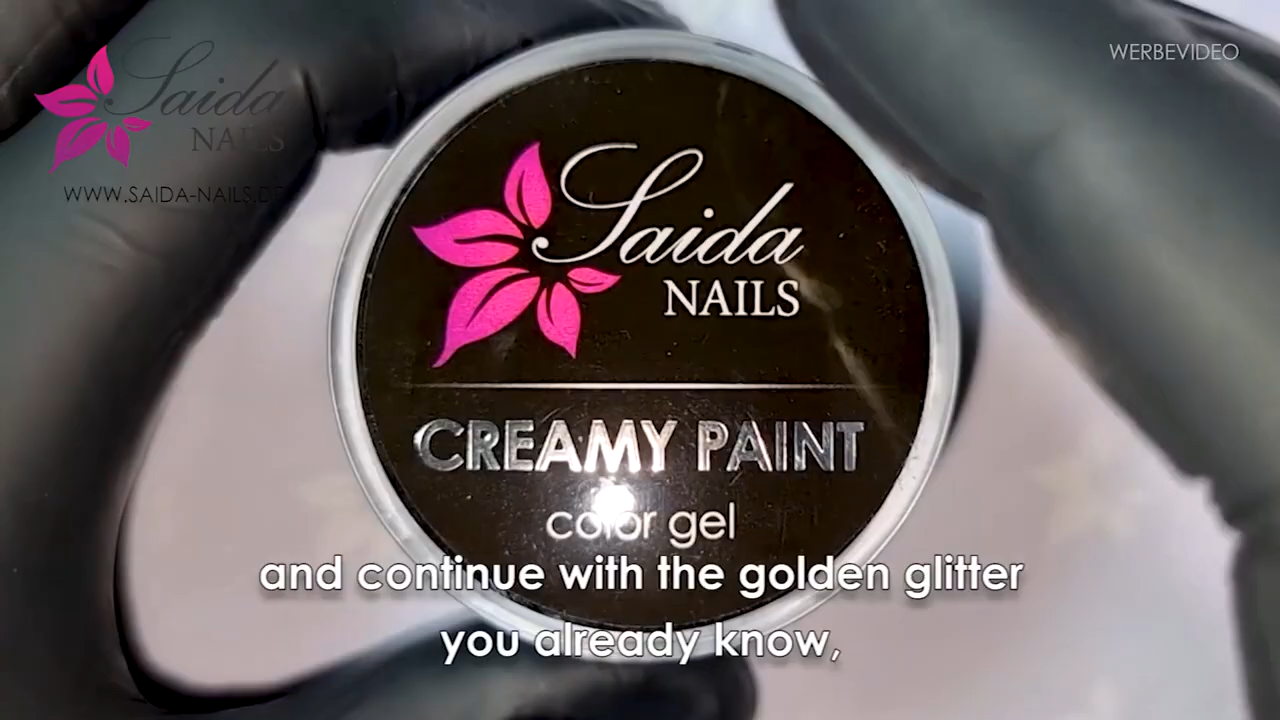 Saida
NAILS
WWW.SAIDA-NAILS.DE
WERBEVIDEO
Saida
NAILS
CREAMY PAINT
color gel
and continue with the golden glitter
you already know,